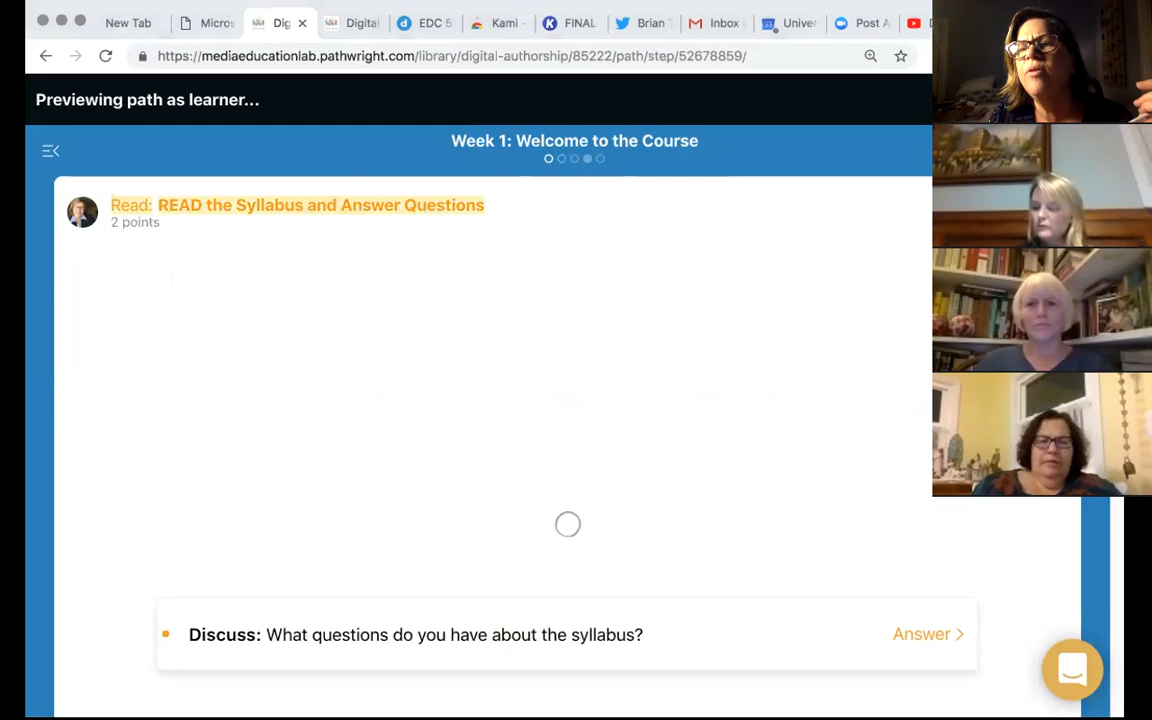 New Tab
Micros
Dig
Digital
EDC 5
Kami -
FINAL
Brian
Inbox
Univer
Post A
https://mediaeducationlab.pathwright.com/library/digital-authorship/85222/path/step/52678859/
Previewing path as learner...
Week 1: Welcome to the Course
Read: READ the Syllabus and Answer Questions
2 points
Discuss: What questions do you have about the syllabus?
Answer